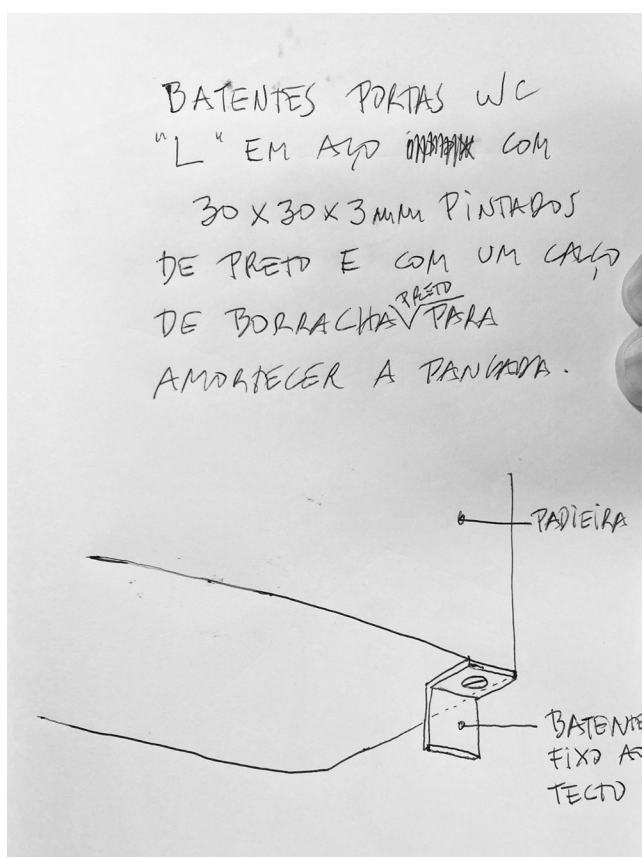 BATENTES PORTAS WC
"L" EM AÇO COM
30 X 30 X 3 mm PINTADOS
DE PRETO E COM UM CALÇO
DE BORRACHA PRETO PARA
AMORTECER A PANCADA.
PADIEIRA
BATENTE
FIXO AO
TECTO